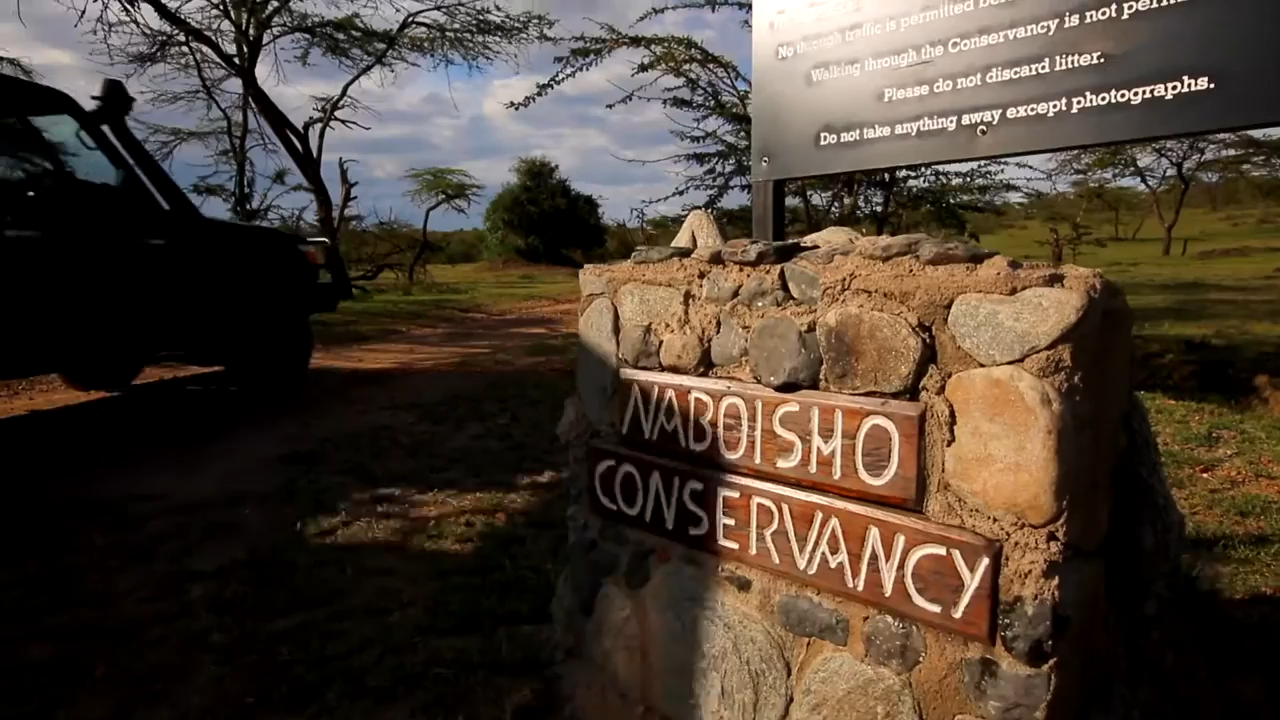 No through traffic is permitted
Walking through the Conservancy is not
Please do not discard litter.
Do not take anything away except photographs.
NABOISHO
CONSERVANCY